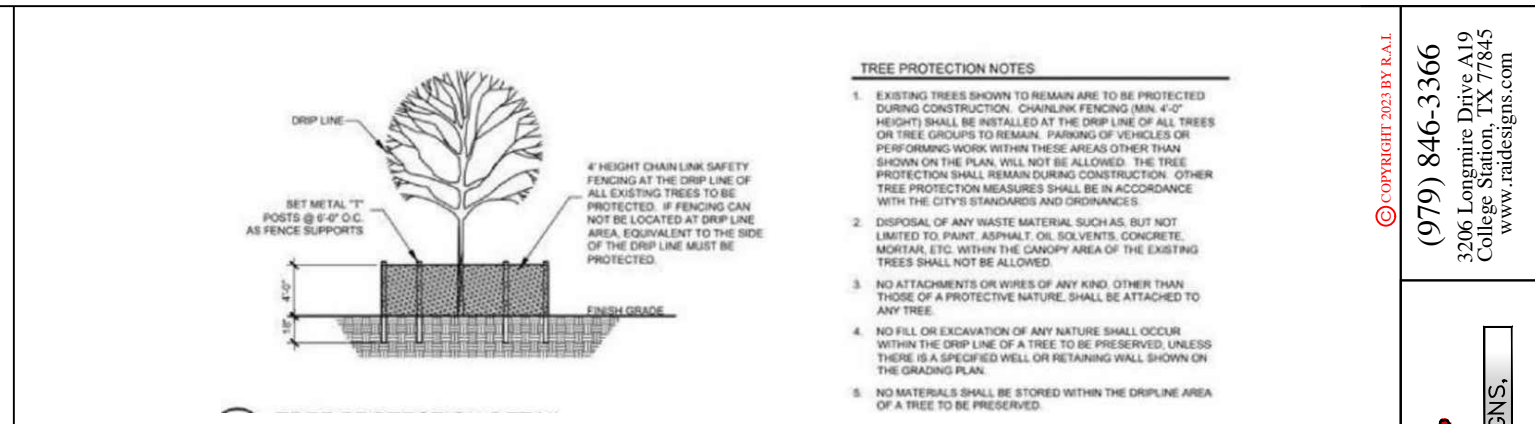 DRIP LINE
SET METAL "T"
POSTS @ 6'-0" O.C.
AS FENCE SUPPORTS
4'-0"
18"
4' HEIGHT CHAIN LINK SAFETY
FENCING AT THE DRIP LINE OF
ALL EXISTING TREES TO BE
PROTECTED. IF FENCING CAN
NOT BE LOCATED AT DRIP LINE
AREA, EQUIVALENT TO THE SIDE
OF THE DRIP LINE MUST BE
PROTECTED.
FINISH GRADE
TREE PROTECTION NOTES
1. EXISTING TREES SHOWN TO REMAIN ARE TO BE PROTECTED
DURING CONSTRUCTION. CHAINLINK FENCING (MIN. 4'-0"
HEIGHT) SHALL BE INSTALLED AT THE DRIP LINE OF ALL TREES
OR TREE GROUPS TO REMAIN. PARKING OF VEHICLES OR
PERFORMING WORK WITHIN THESE AREAS OTHER THAN
SHOWN ON THE PLAN, WILL NOT BE ALLOWED. THE TREE
PROTECTION SHALL REMAIN DURING CONSTRUCTION. OTHER
TREE PROTECTION MEASURES SHALL BE IN ACCORDANCE
WITH THE CITY'S STANDARDS AND ORDINANCES.
2. DISPOSAL OF ANY WASTE MATERIAL SUCH AS, BUT NOT
LIMITED TO, PAINT, ASPHALT, OIL SOLVENTS, CONCRETE,
MORTAR, ETC. WITHIN THE CANOPY AREA OF THE EXISTING
TREES SHALL NOT BE ALLOWED.
3. NO ATTACHMENTS OR WIRES OF ANY KIND, OTHER THAN
THOSE OF A PROTECTIVE NATURE, SHALL BE ATTACHED TO
ANY TREE.
4. NO FILL OR EXCAVATION OF ANY NATURE SHALL OCCUR
WITHIN THE DRIP LINE OF A TREE TO BE PRESERVED, UNLESS
THERE IS A SPECIFIED WELL OR RETAINING WALL SHOWN ON
THE GRADING PLAN.
5. NO MATERIALS SHALL BE STORED WITHIN THE DRIPLINE AREA
OF A TREE TO BE PRESERVED.
© COPYRIGHT 2023 BY R.A.I.
(979) 846-3366
3206 Longmire Drive A19
College Station, TX 77845
www.raidesigns.com
GNS,